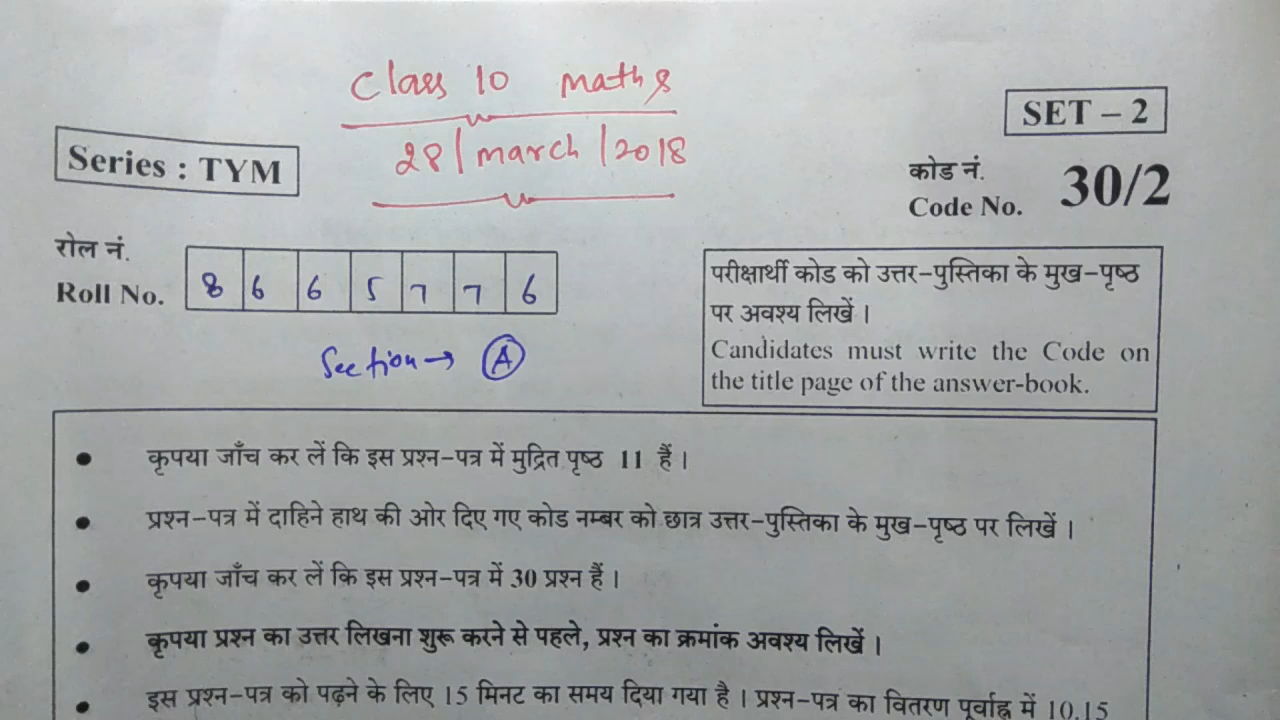 Class 10 maths
28/march/2018
SET – 2
Series : TYM
कोड नं.
Code No. 30/2
रोल नं.
Roll No. 8 6 6 5 7 7 6
Section → A
परीक्षार्थी कोड को उत्तर-पुस्तिका के मुख-पृष्ठ
पर अवश्य लिखें ।
Candidates must write the Code on
the title page of the answer-book.
• कृपया जाँच कर लें कि इस प्रश्न-पत्र में मुद्रित पृष्ठ 11 हैं ।
• प्रश्न-पत्र में दाहिने हाथ की ओर दिए गए कोड नम्बर को छात्र उत्तर-पुस्तिका के मुख-पृष्ठ पर लिखें ।
• कृपया जाँच कर लें कि इस प्रश्न-पत्र में 30 प्रश्न हैं ।
• कृपया प्रश्न का उत्तर लिखना शुरू करने से पहले, प्रश्न का क्रमांक अवश्य लिखें ।
• इस प्रश्न-पत्र को पढ़ने के लिए 15 मिनट का समय दिया गया है । प्रश्न-पत्र का वितरण पूर्वाह्न में 10.15